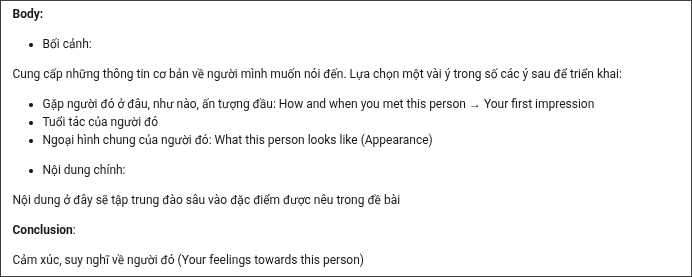 Body:
Bối cảnh:
Cung cấp những thông tin cơ bản về người mình muốn nói đến. Lựa chọn một vài ý trong số các ý sau để triển khai:
Gặp người đó ở đâu, như nào, ấn tượng đầu: How and when you met this person → Your first impression
Tuổi tác của người đó
Ngoại hình chung của người đó: What this person looks like (Appearance)
Nội dung chính:
Nội dung ở đây sẽ tập trung đào sâu vào đặc điểm được nêu trong đề bài
Conclusion:
Cảm xúc, suy nghĩ về người đó (Your feelings towards this person)